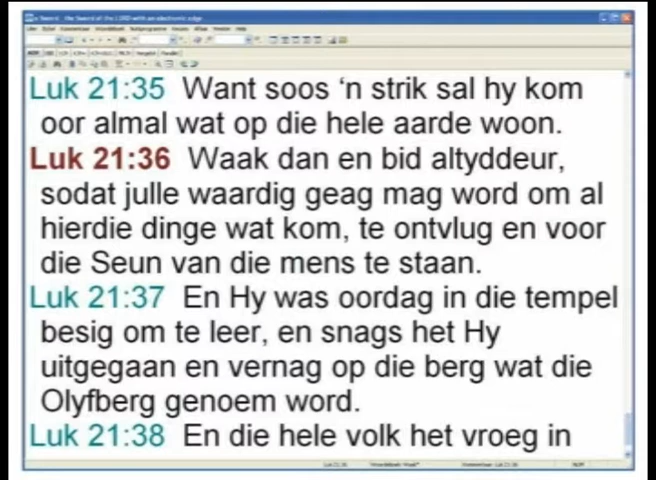 Luk 21:35 Want soos ‘n strik sal hy kom
oor almal wat op die hele aarde woon.
Luk 21:36 Waak dan en bid altyddeur,
sodat julle waardig geag mag word om al
hierdie dinge wat kom, te ontvlug en voor
die Seun van die mens te staan.
Luk 21:37 En Hy was oordag in die tempel
besig om te leer, en snags het Hy
uitgegaan en vernag op die berg wat die
Olyfberg genoem word.
Luk 21:38 En die hele volk het vroeg in